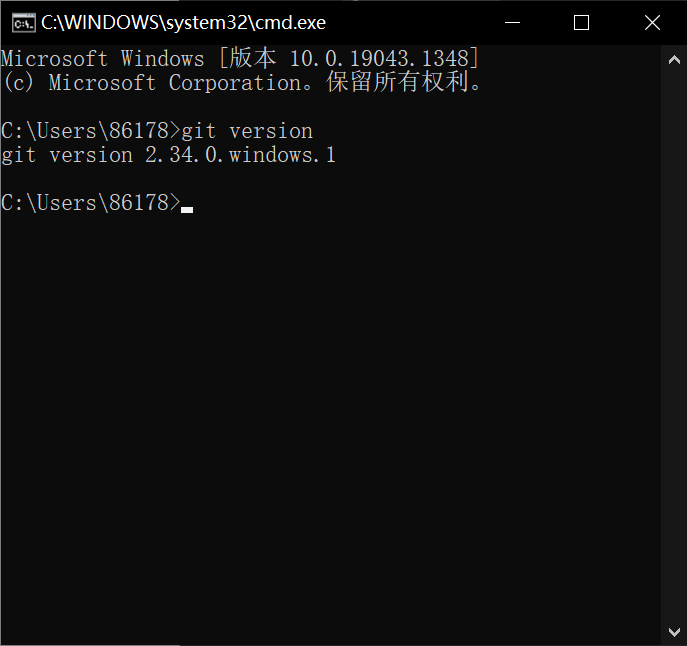 C:\WINDOWS\system32\cmd.exe
Microsoft Windows [版本 10.0.19043.1348]
(c) Microsoft Corporation。保留所有权利。
C:\Users\86178>git version
git version 2.34.0.windows.1
C:\Users\86178>